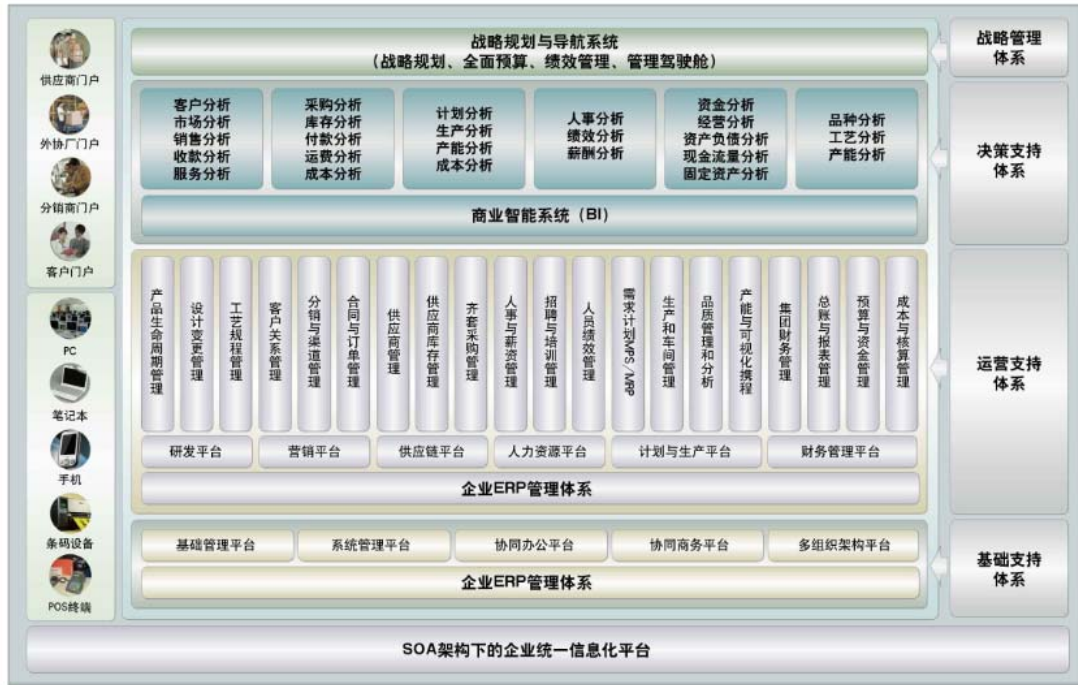 供应商门户
外协厂门户
分销商门户
客户门户
PC
笔记本
手机
条码设备
POS终端
战略规划与导航系统
(战略规划、全面预算、绩效管理、管理驾驶舱)
战略管理
体系
客户分析
市场分析
销售分析
收款分析
服务分析
采购分析
库存分析
付款分析
运费分析
成本分析
计划分析
生产分析
产能分析
成本分析
人事分析
绩效分析
薪酬分析
资金分析
经营分析
资产负债分析
现金流量分析
固定资产分析
品种分析
工艺分析
产能分析
商业智能系统(BI)
决策支持
体系
产品生命周期管理
设计变更管理
工艺规程管理
客户关系管理
分销与渠道管理
合同与订单管理
供应商管理
供应商库存管理
齐套采购管理
人事与薪资管理
招聘与培训管理
人员绩效管理
需求计划MPS/MRP
生产和车间管理
品质管理和分析
产能与可视化携程
集团财务管理
总账与报表管理
预算与资金管理
成本与核算管理
研发平台
营销平台
供应链平台
人力资源平台
计划与生产平台
财务管理平台
企业ERP管理体系
运营支持
体系
基础管理平台
系统管理平台
协同办公平台
协同商务平台
多组织架构平台
企业ERP管理体系
基础支持
体系
SOA架构下的企业统一信息化平台